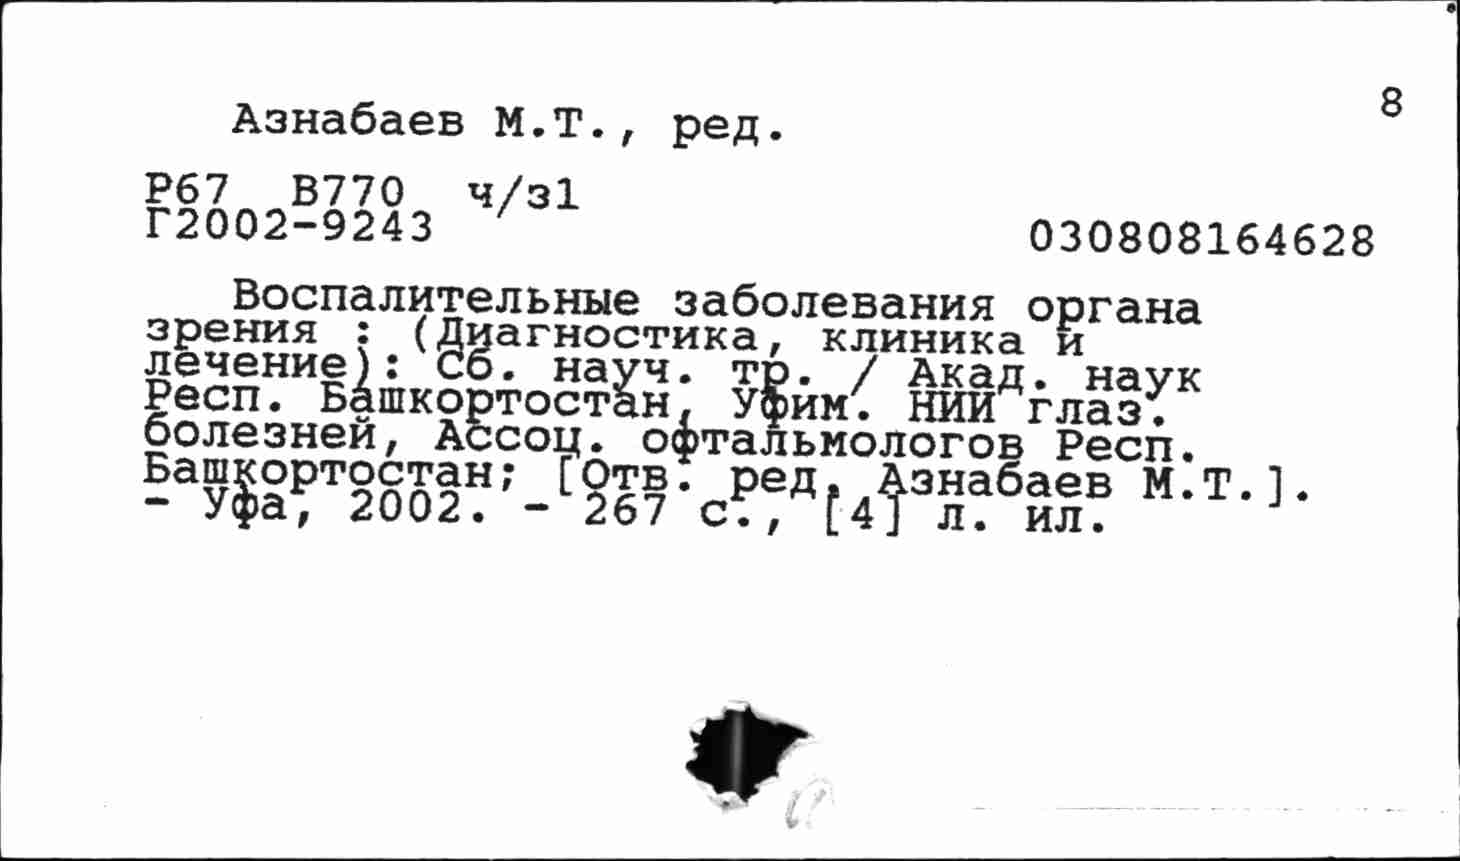 8
Азнабаев М.Т., ред.
Р67 В770 ч/з1
Г2002-9243
030808164628
Воспалительные заболевания органа
зрения : (Диагностика, клиника и
лечение): Сб. науч. тр. / Акад. наук
Респ. Башкортостан, Уфим. НИИ глаз.
болезней, Ассоц. офтальмологов Респ.
Башкортостан; [Отв. ред. Азнабаев М.Т.].
- Уфа, 2002. - 267 с., [4] л. ил.